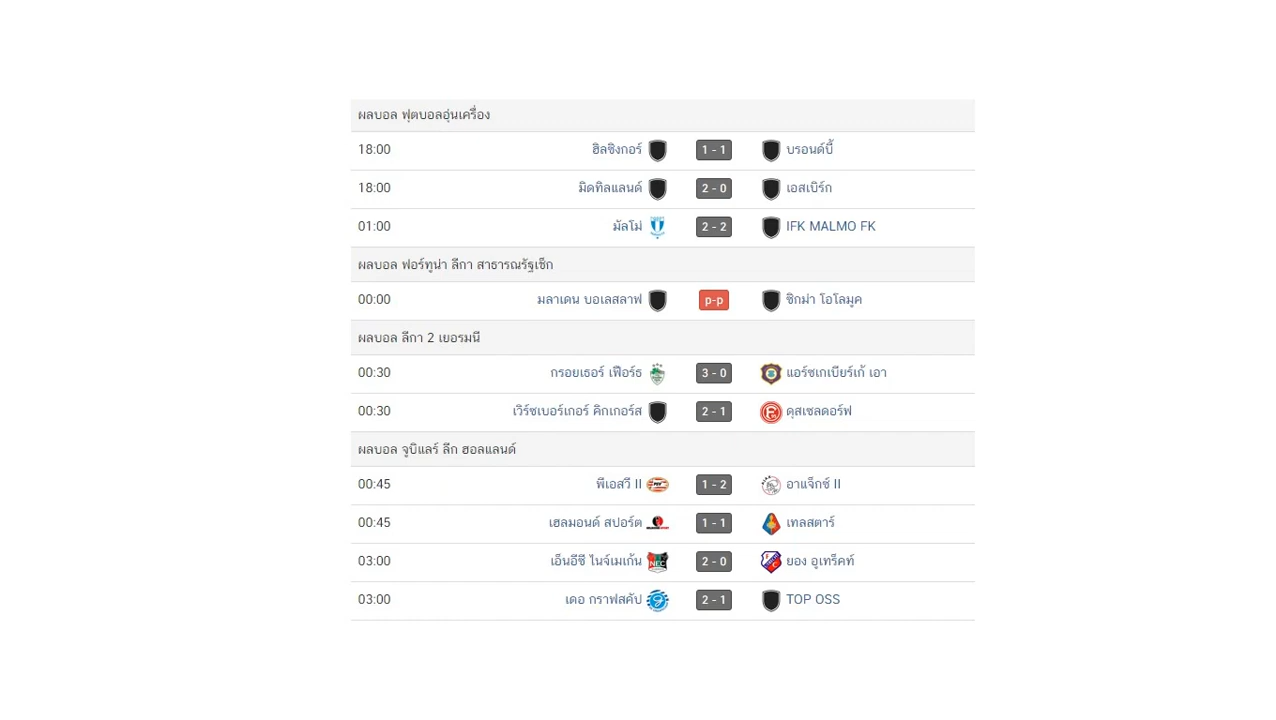 ผลบอล ฟุตบอลอุ่นเครื่อง
18:00 ฮิลซิงกอร์ 1 - 1 บรอนด์บี้
18:00 มิดทิลแลนด์ 2 - 0 เอสเบิร์ก
01:00 มัลโม่ 2 - 2 IFK MALMO FK
ผลบอล ฟอร์ทูน่า ลีกา สาธารณรัฐเช็ก
00:00 มลาเดน บอเลสลาฟ p-p ซิกม่า โอโลมุค
ผลบอล ลีกา 2 เยอรมนี
00:30 กรอยเธอร์ เฟือร์ธ 3 - 0 แอร์ซเกเบียร์เก้ เอา
00:30 เวิร์ซเบอร์เกอร์ คิกเกอร์ส 2 - 1 ดุสเซลดอร์ฟ
ผลบอล จูบิแลร์ ลีก ฮอลแลนด์
00:45 พีเอสวี II 1 - 2 อาแจ็กซ์ II
00:45 เฮลมอนด์ สปอร์ต 1 - 1 เทลสตาร์
03:00 เอ็นอีซี ไนจ์เมเก้น 2 - 0 ยอง อูเทร็คท์
03:00 เดอ กราฟสคัป 2 - 1 TOP OSS